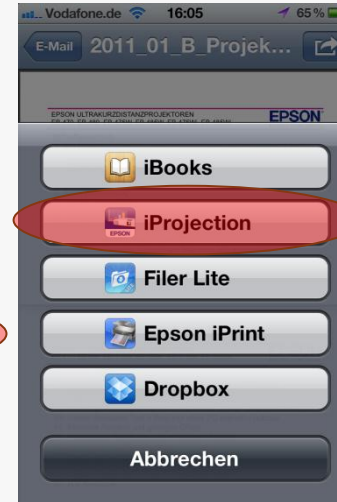 Vodafone.de 16:05 65%
E-Mail 2011_01_B_Projek...
EPSON ULTRAKURZDISTANZPROJEKTOREN EPSON
iBooks
EPSON iProjection
Filer Lite
Epson iPrint
Dropbox
Abbrechen